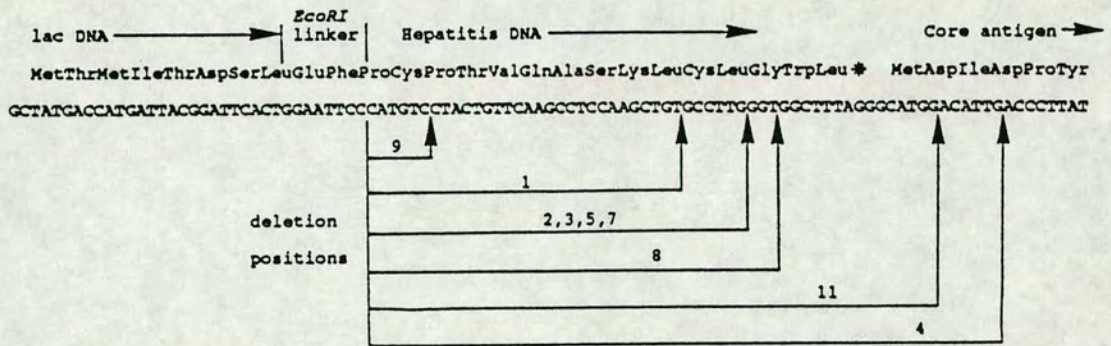 EcoRI
lac DNA linker Hepatitis DNA Core antigen
MetThrMetIleThrAspSerLeuGluPheProCysProThrValGlnAlaSerLysLeuCysLeuGlyTrpLeu* MetAspIleAspProTyr
GCTATGACCATGATTACGGATTCACTGGAATTCCCATGTCCTACTGTTCAAGCCTCCAAGCTGTGCCTTGGGTGGCTTTAGGGCATGGACATTGACCCTTAT
9
1
deletion 2,3,5,7
positions 8
11
4